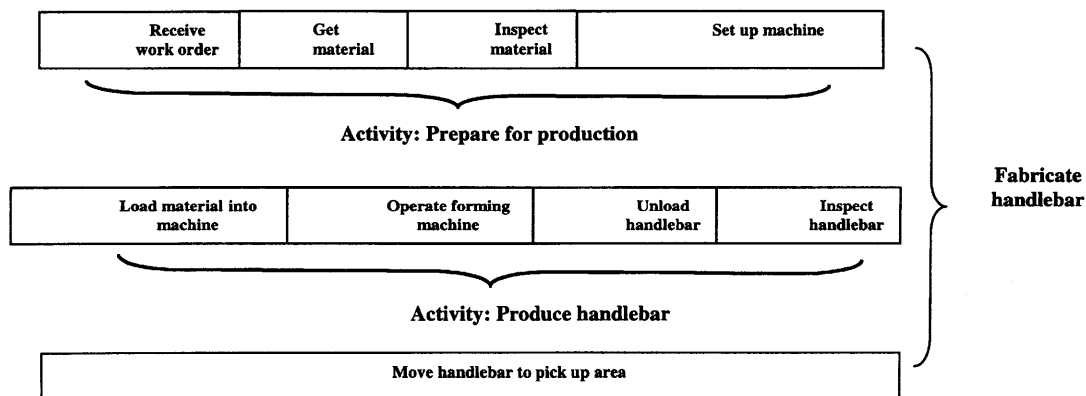 Receive
work order
Get
material
Inspect
material
Set up machine
Activity: Prepare for production
Load material into
machine
Operate forming
machine
Unload
handlebar
Inspect
handlebar
Activity: Produce handlebar
Move handlebar to pick up area
Fabricate
handlebar